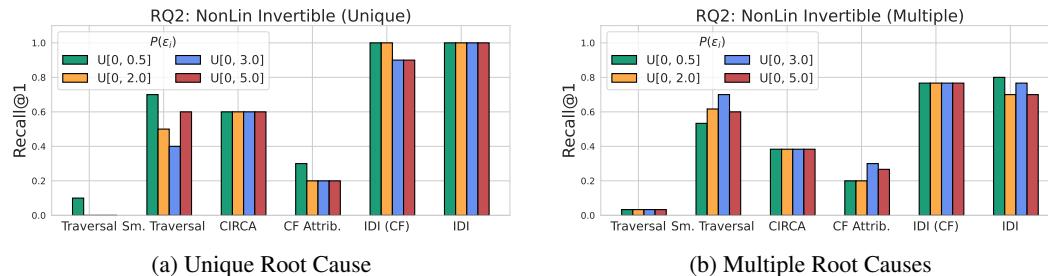 RQ2: NonLin Invertible (Unique)
P(ε_i)
U[0, 0.5] U[0, 3.0]
U[0, 2.0] U[0, 5.0]
Recall@1
1.0
0.8
0.6
0.4
0.2
0.0
Traversal Sm. Traversal CIRCA CF Attrib. IDI (CF) IDI
(a) Unique Root Cause
RQ2: NonLin Invertible (Multiple)
P(ε_i)
U[0, 0.5] U[0, 3.0]
U[0, 2.0] U[0, 5.0]
Recall@1
1.0
0.8
0.6
0.4
0.2
0.0
Traversal Sm. Traversal CIRCA CF Attrib. IDI (CF) IDI
(b) Multiple Root Causes